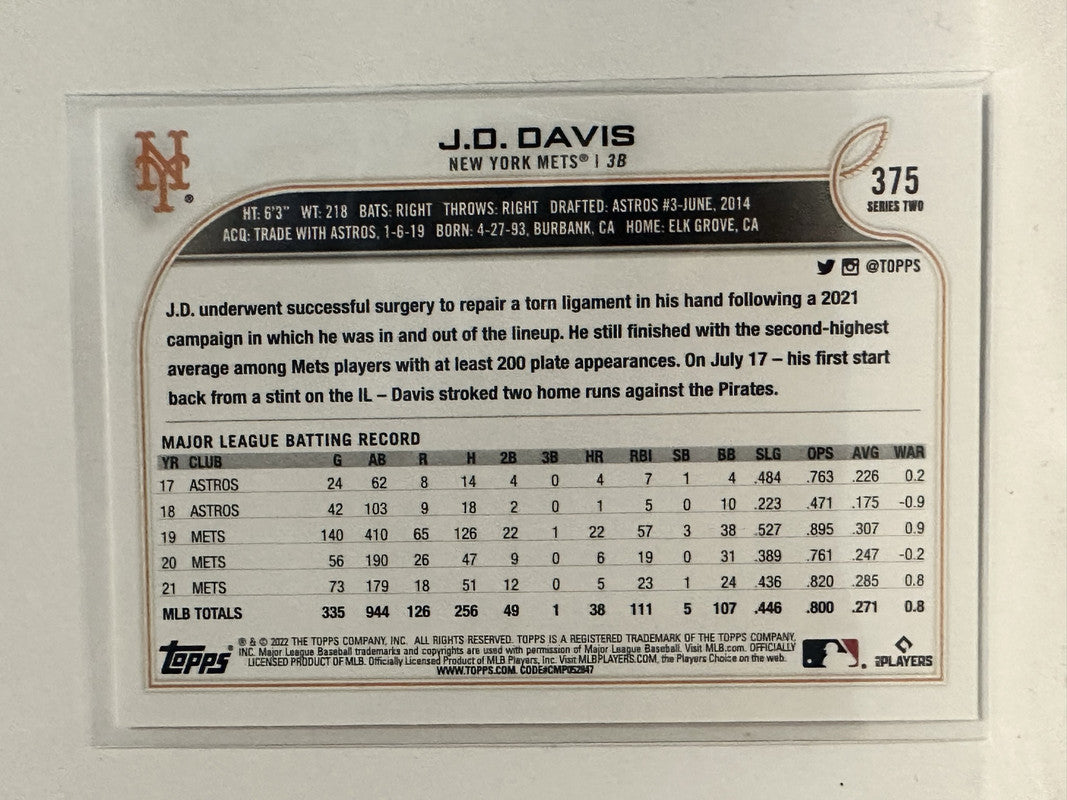 NY ®
J.D. DAVIS
NEW YORK METS® | 3B
375
SERIES TWO
HT: 6'3" WT: 218 BATS: RIGHT THROWS: RIGHT DRAFTED: ASTROS #3-JUNE, 2014
ACQ: TRADE WITH ASTROS, 1-6-19 BORN: 4-27-93, BURBANK, CA HOME: ELK GROVE, CA
@TOPPS
J.D. underwent successful surgery to repair a torn ligament in his hand following a 2021
campaign in which he was in and out of the lineup. He still finished with the second-highest
average among Mets players with at least 200 plate appearances. On July 17 – his first start
back from a stint on the IL – Davis stroked two home runs against the Pirates.
MAJOR LEAGUE BATTING RECORD
YR CLUB G AB R H 2B 3B HR RBI SB BB SLG OPS AVG WAR
17 ASTROS 24 62 8 14 4 0 4 7 1 4 .484 .763 .226 0.2
18 ASTROS 42 103 9 18 2 0 1 5 0 10 .223 .471 .175 -0.9
19 METS 140 410 65 126 22 1 22 57 3 38 .527 .895 .307 0.9
20 METS 56 190 26 47 9 0 6 19 0 31 .389 .761 .247 -0.2
21 METS 73 179 18 51 12 0 5 23 1 24 .436 .820 .285 0.8
MLB TOTALS 335 944 126 256 49 1 38 111 5 107 .446 .800 .271 0.8
Topps®
® & © 2022 THE TOPPS COMPANY, INC. ALL RIGHTS RESERVED. TOPPS IS A REGISTERED TRADEMARK OF THE TOPPS COMPANY,
INC. Major League Baseball trademarks and copyrights are used with permission of Major League Baseball. Visit MLB.com. OFFICIALLY
LICENSED PRODUCT OF MLB. Officially Licensed Product of MLB Players, Inc. Visit MLBPLAYERS.COM, the Players Choice on the web.
WWW.TOPPS.COM. CODE#CMP052847
MLB PLAYERS